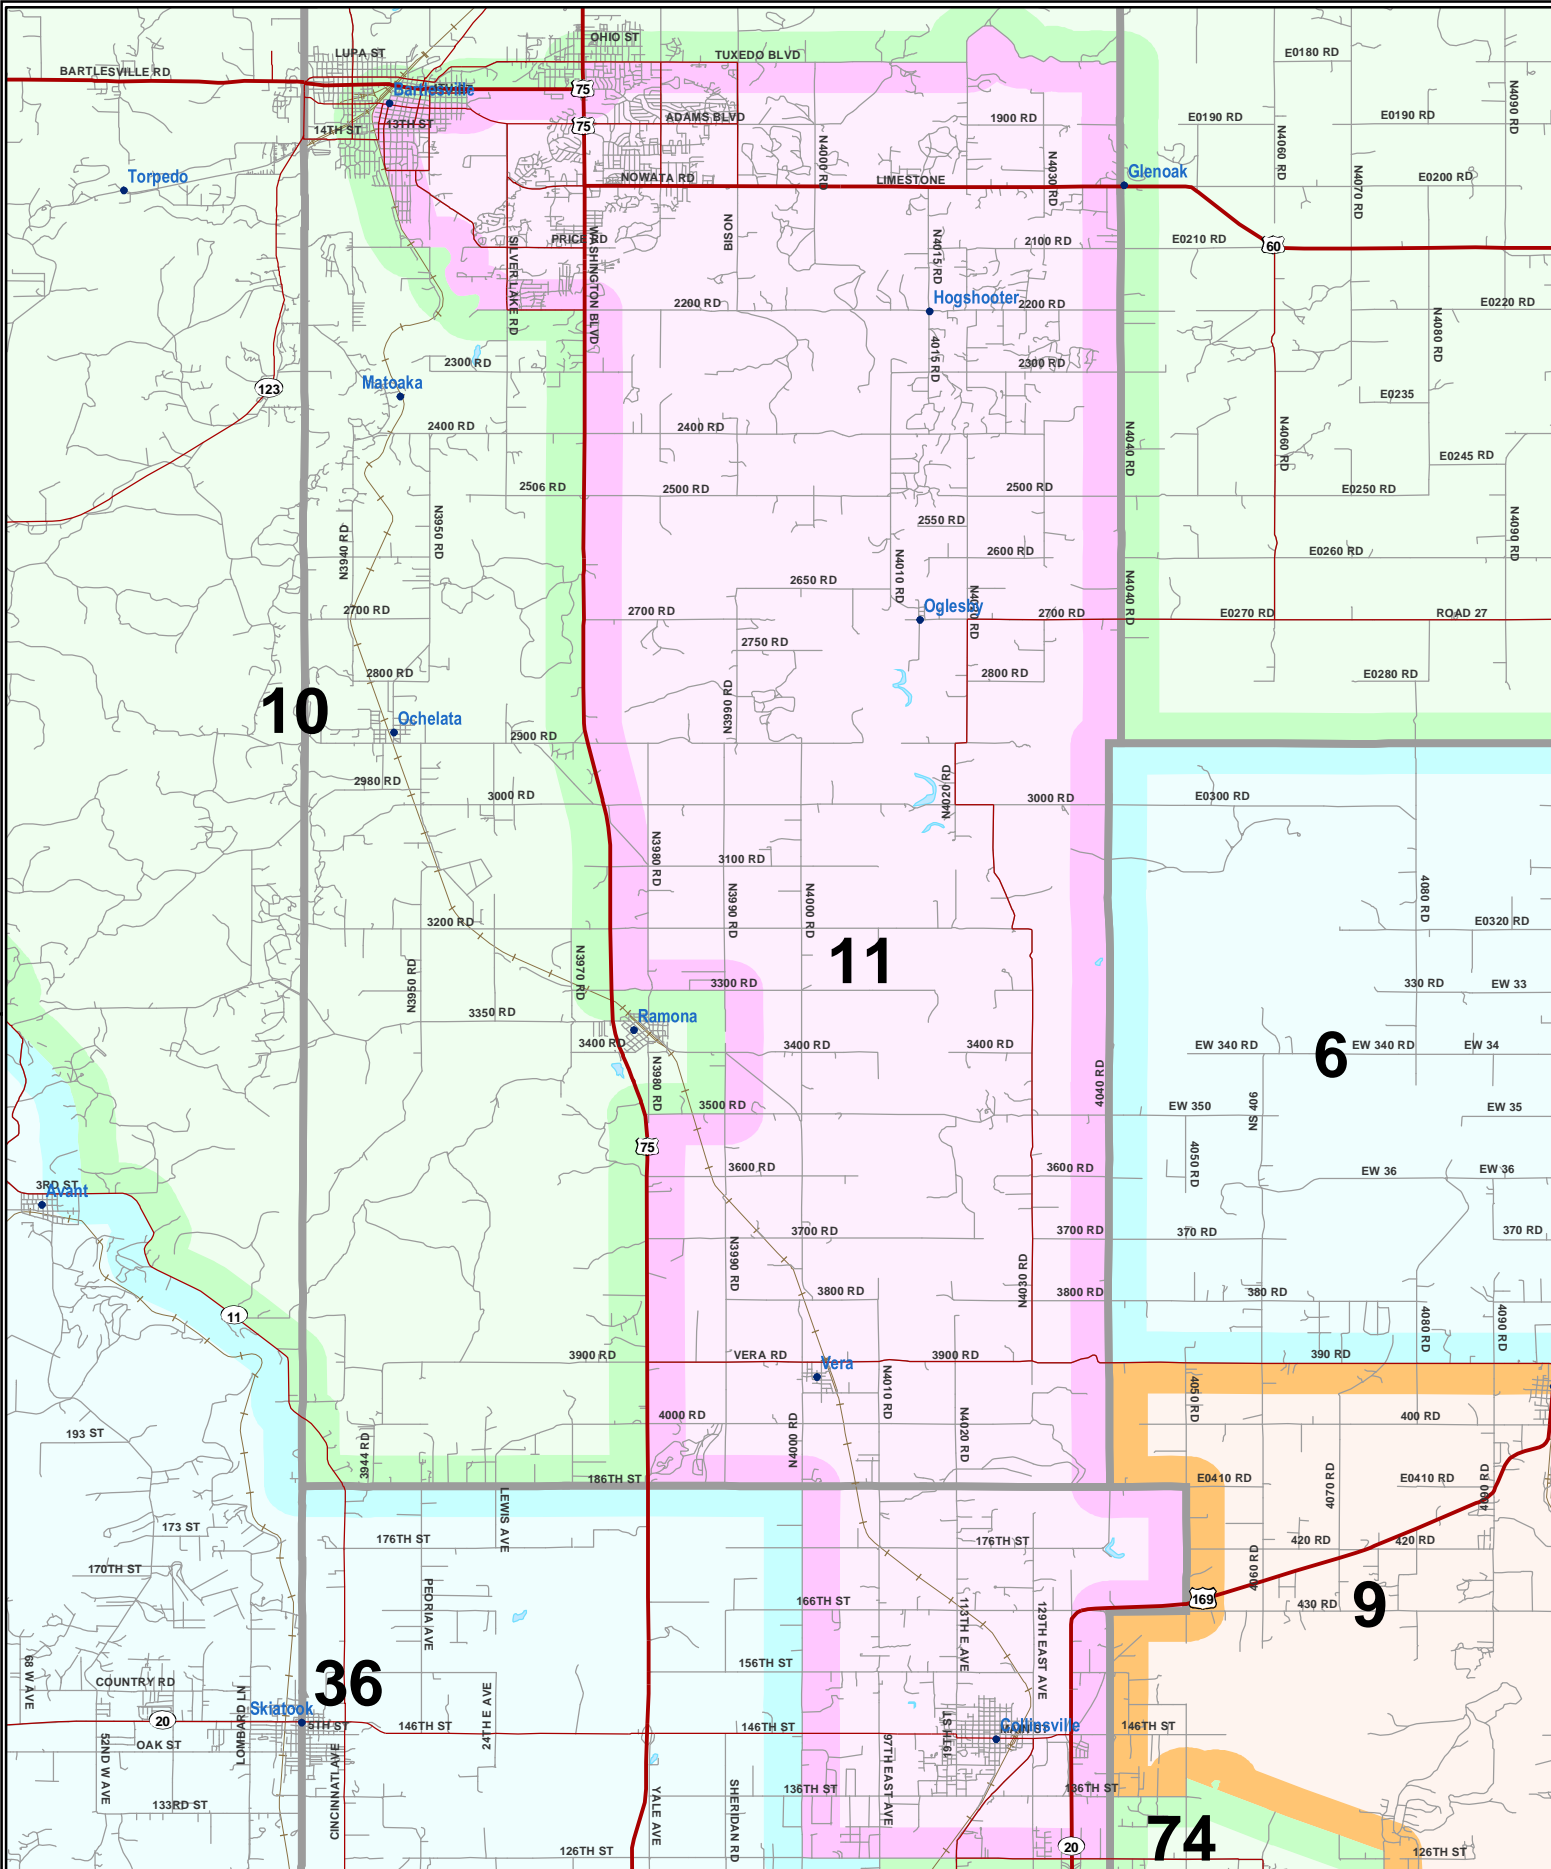 OHIO ST
LUPA ST
TUXEDO BLVD
E0180 RD
BARTLESVILLE RD
75
Bartlesville
N4090 RD
14TH ST
13TH ST
75
ADAMS BLVD
1900 RD
E0190 RD
E0190 RD
N4000 RD
N4030 RD
N4060 RD
N4070 RD
Torpedo
NOWATA RD
LIMESTONE
Glenoak
E0200 RD
PRICE RD
SILVER LAKE RD
WASHINGTON BLVD
BISON
N4015 RD
2100 RD
E0210 RD
60
2200 RD
Hogshooter
2200 RD
E0220 RD
2300 RD
4015 RD
2300 RD
N4080 RD
123
Matoaka
E0235
2400 RD
2400 RD
N4040 RD
N4060 RD
E0245 RD
2506 RD
2500 RD
2500 RD
E0250 RD
N3940 RD
N3950 RD
2550 RD
N4090 RD
2600 RD
E0260 RD
N4010 RD
2650 RD
N4040 RD
2700 RD
2700 RD
Oglesby
N4020 RD
2700 RD
E0270 RD
ROAD 27
2750 RD
2800 RD
2800 RD
E0280 RD
10
Ochelata
N3990 RD
2900 RD
2980 RD
3000 RD
N4020 RD
3000 RD
E0300 RD
N3980 RD
3100 RD
N3990 RD
N4000 RD
4080 RD
3200 RD
E0320 RD
11
N3950 RD
N3970 RD
3300 RD
330 RD
EW 33
3350 RD
Ramona
3400 RD
3400 RD
3400 RD
EW 340 RD
6
EW 340 RD
EW 34
N3980 RD
4040 RD
NS 406
3500 RD
EW 350
EW 35
75
4050 RD
3600 RD
3600 RD
EW 36
EW 36
3RD ST
Avant
3700 RD
3700 RD
370 RD
370 RD
N3990 RD
N4030 RD
3800 RD
3800 RD
380 RD
11
4080 RD
4090 RD
3900 RD
VERA RD
Vera
3900 RD
390 RD
N4010 RD
4050 RD
4000 RD
400 RD
193 ST
3944 RD
N4000 RD
N4020 RD
186TH ST
E0410 RD
4070 RD
E0410 RD
4090 RD
LEWIS AVE
173 ST
176TH ST
176TH ST
420 RD
420 RD
170TH ST
4060 RD
PEORIA AVE
166TH ST
113TH E AVE
129TH EAST AVE
169
430 RD
9
68 W AVE
COUNTRY RD
36
156TH ST
LOMBARD LN
24TH E AVE
Skiatook
20
5TH ST
146TH ST
146TH ST
19TH ST
Collinsville
MAIN ST
146TH ST
52ND W AVE
OAK ST
CINCINNATI AVE
97TH EAST AVE
YALE AVE
SHERIDAN RD
136TH ST
136TH ST
133RD ST
74
20
126TH ST
126TH ST